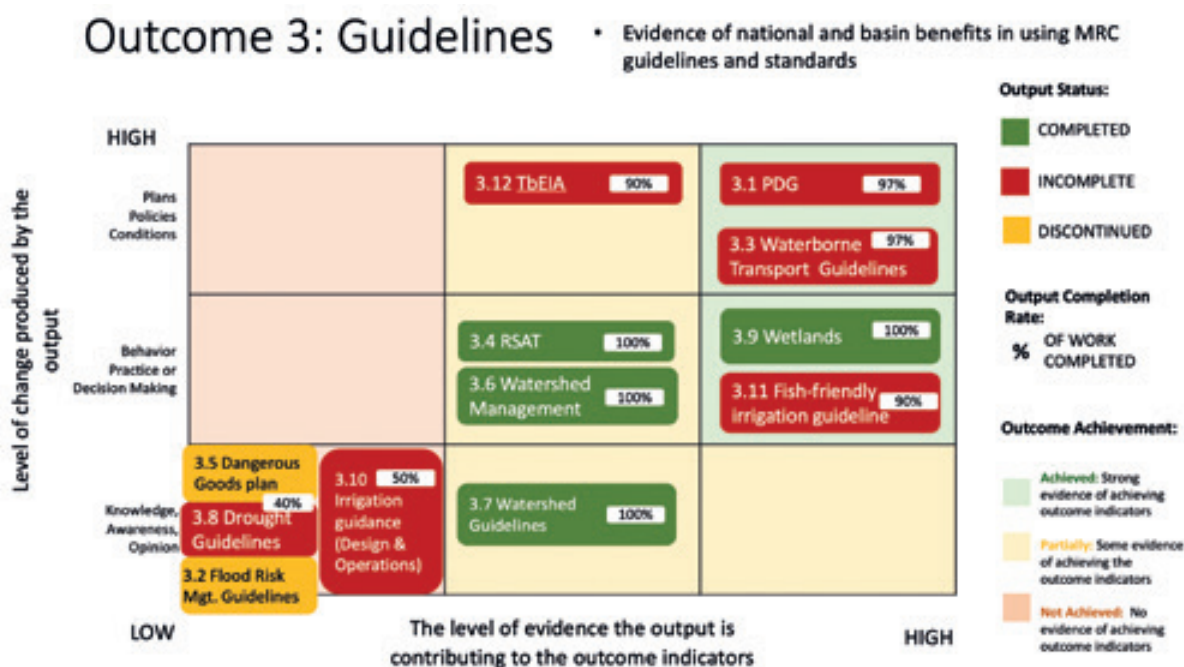 Outcome 3: Guidelines
• Evidence of national and basin benefits in using MRC
guidelines and standards
Output Status:
COMPLETED
INCOMPLETE
DISCONTINUED
Output Completion
Rate:
% OF WORK
COMPLETED
Outcome Achievement:
Achieved: Strong
evidence of achieving
outcome indicators
Partially: Some evidence
of achieving the
outcome indicators
Not Achieved: No
evidence of achieving
outcome indicators
Level of change produced by the
output
HIGH
Plans
Policies
Conditions
3.12 TbEIA 90%
3.1 PDG 97%
3.3 Waterborne 97%
Transport Guidelines
Behavior
Practice or
Decision Making
3.4 RSAT 100%
3.6 Watershed
Management 100%
3.9 Wetlands 100%
3.11 Fish-friendly
irrigation guideline 90%
Knowledge,
Awareness,
Opinion
3.5 Dangerous
Goods plan
40%
3.8 Drought
Guidelines
3.2 Flood Risk
Mgt. Guidelines
3.10 50%
Irrigation
guidance
(Design &
Operations)
3.7 Watershed
Guidelines 100%
LOW
The level of evidence the output is
contributing to the outcome indicators
HIGH